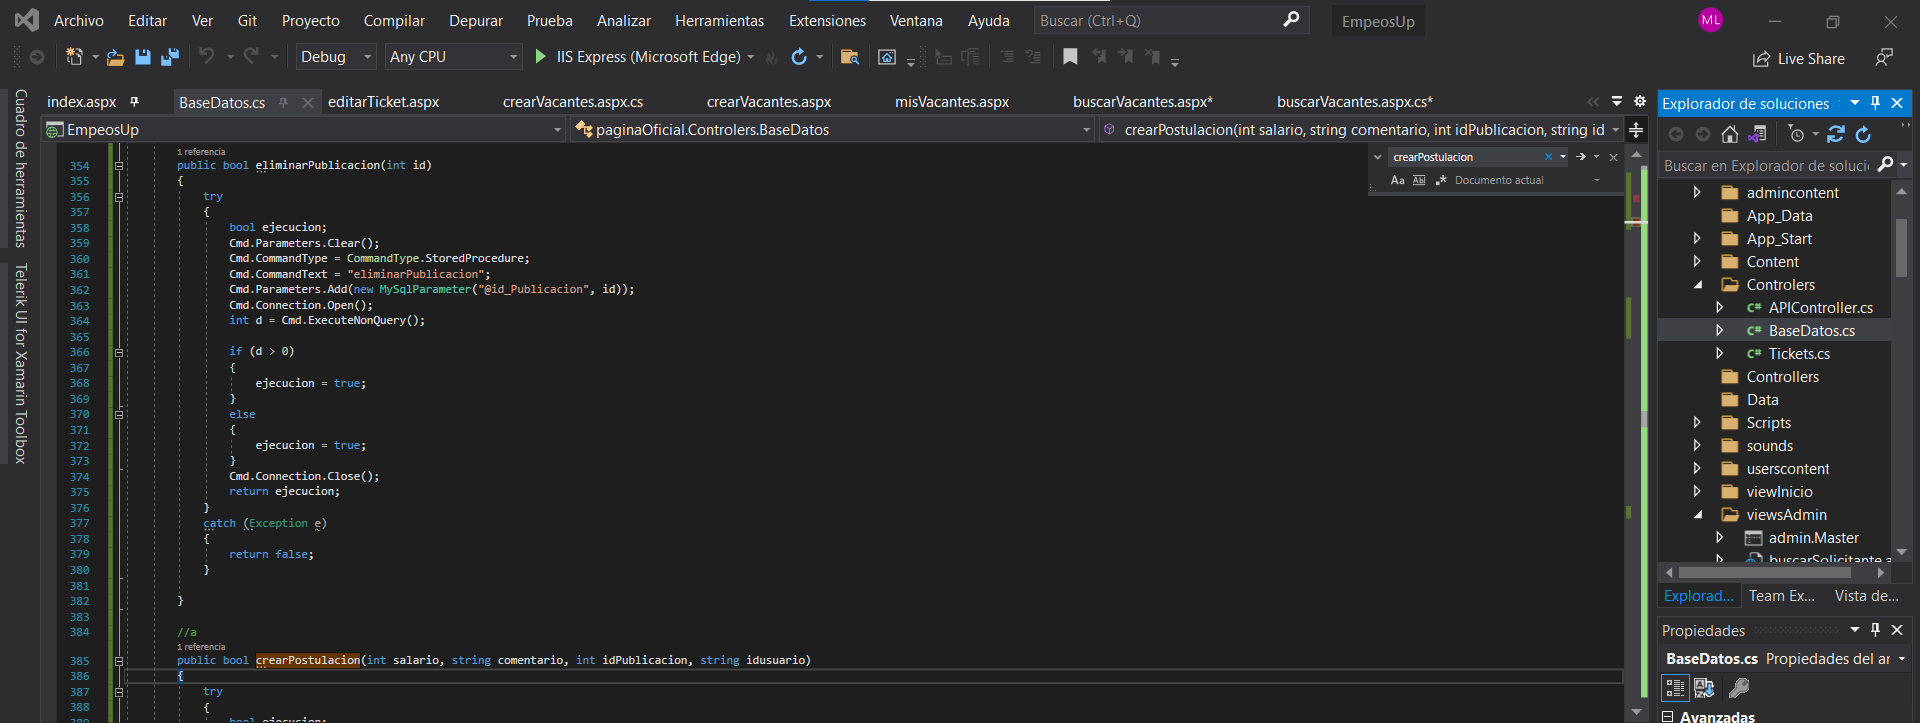 Archivo Editar Ver Git Proyecto Compilar Depurar Prueba Analizar Herramientas Extensiones Ventana Ayuda Buscar (Ctrl+Q) EmpeosUp ML
Debug Any CPU IIS Express (Microsoft Edge) Live Share
Cuadro de herramientas
Telerik UI for Xamarin Toolbox
index.aspx BaseDatos.cs editarTicket.aspx crearVacantes.aspx.cs crearVacantes.aspx misVacantes.aspx buscarVacantes.aspx* buscarVacantes.aspx.cs*
EmpeosUp paginaOficial.Controlers.BaseDatos crearPostulacion(int salario, string comentario, int idPublicacion, string id
crearPostulacion
Aa Ab .* Documento actual
1 referencia
354 public bool eliminarPublicacion(int id)
355 {
356 try
357 {
358 bool ejecucion;
359 Cmd.Parameters.Clear();
360 Cmd.CommandType = CommandType.StoredProcedure;
361 Cmd.CommandText = "eliminarPublicacion";
362 Cmd.Parameters.Add(new MySqlParameter("@id_Publicacion", id));
363 Cmd.Connection.Open();
364 int d = Cmd.ExecuteNonQuery();
365
366 if (d > 0)
367 {
368 ejecucion = true;
369 }
370 else
371 {
372 ejecucion = true;
373 }
374 Cmd.Connection.Close();
375 return ejecucion;
376 }
377 catch (Exception e)
378 {
379 return false;
380 }
381
382 }
383
384 //a
1 referencia
385 public bool crearPostulacion(int salario, string comentario, int idPublicacion, string idusuario)
386 {
387 try
388 {
389 bool ejecucion;
Explorador de soluciones
Buscar en Explorador de soluci
admincontent
App_Data
App_Start
Content
Controlers
C# APIController.cs
C# BaseDatos.cs
C# Tickets.cs
Controllers
Data
Scripts
sounds
userscontent
viewInicio
viewsAdmin
admin.Master
buscarSolicitante.a
Explorad... Team Ex... Vista de...
Propiedades
BaseDatos.cs Propiedades del ar
Avanzadas